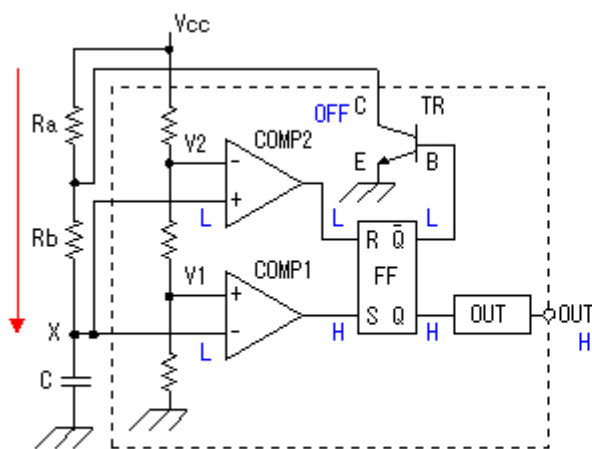 Vcc
C TR
OFF
Ra
V2 COMP2
-
E B
+
L L L
R Q̄
Rb
COMP1
FF
V1
+
X
S Q OUT OUT
-
L H H H
C